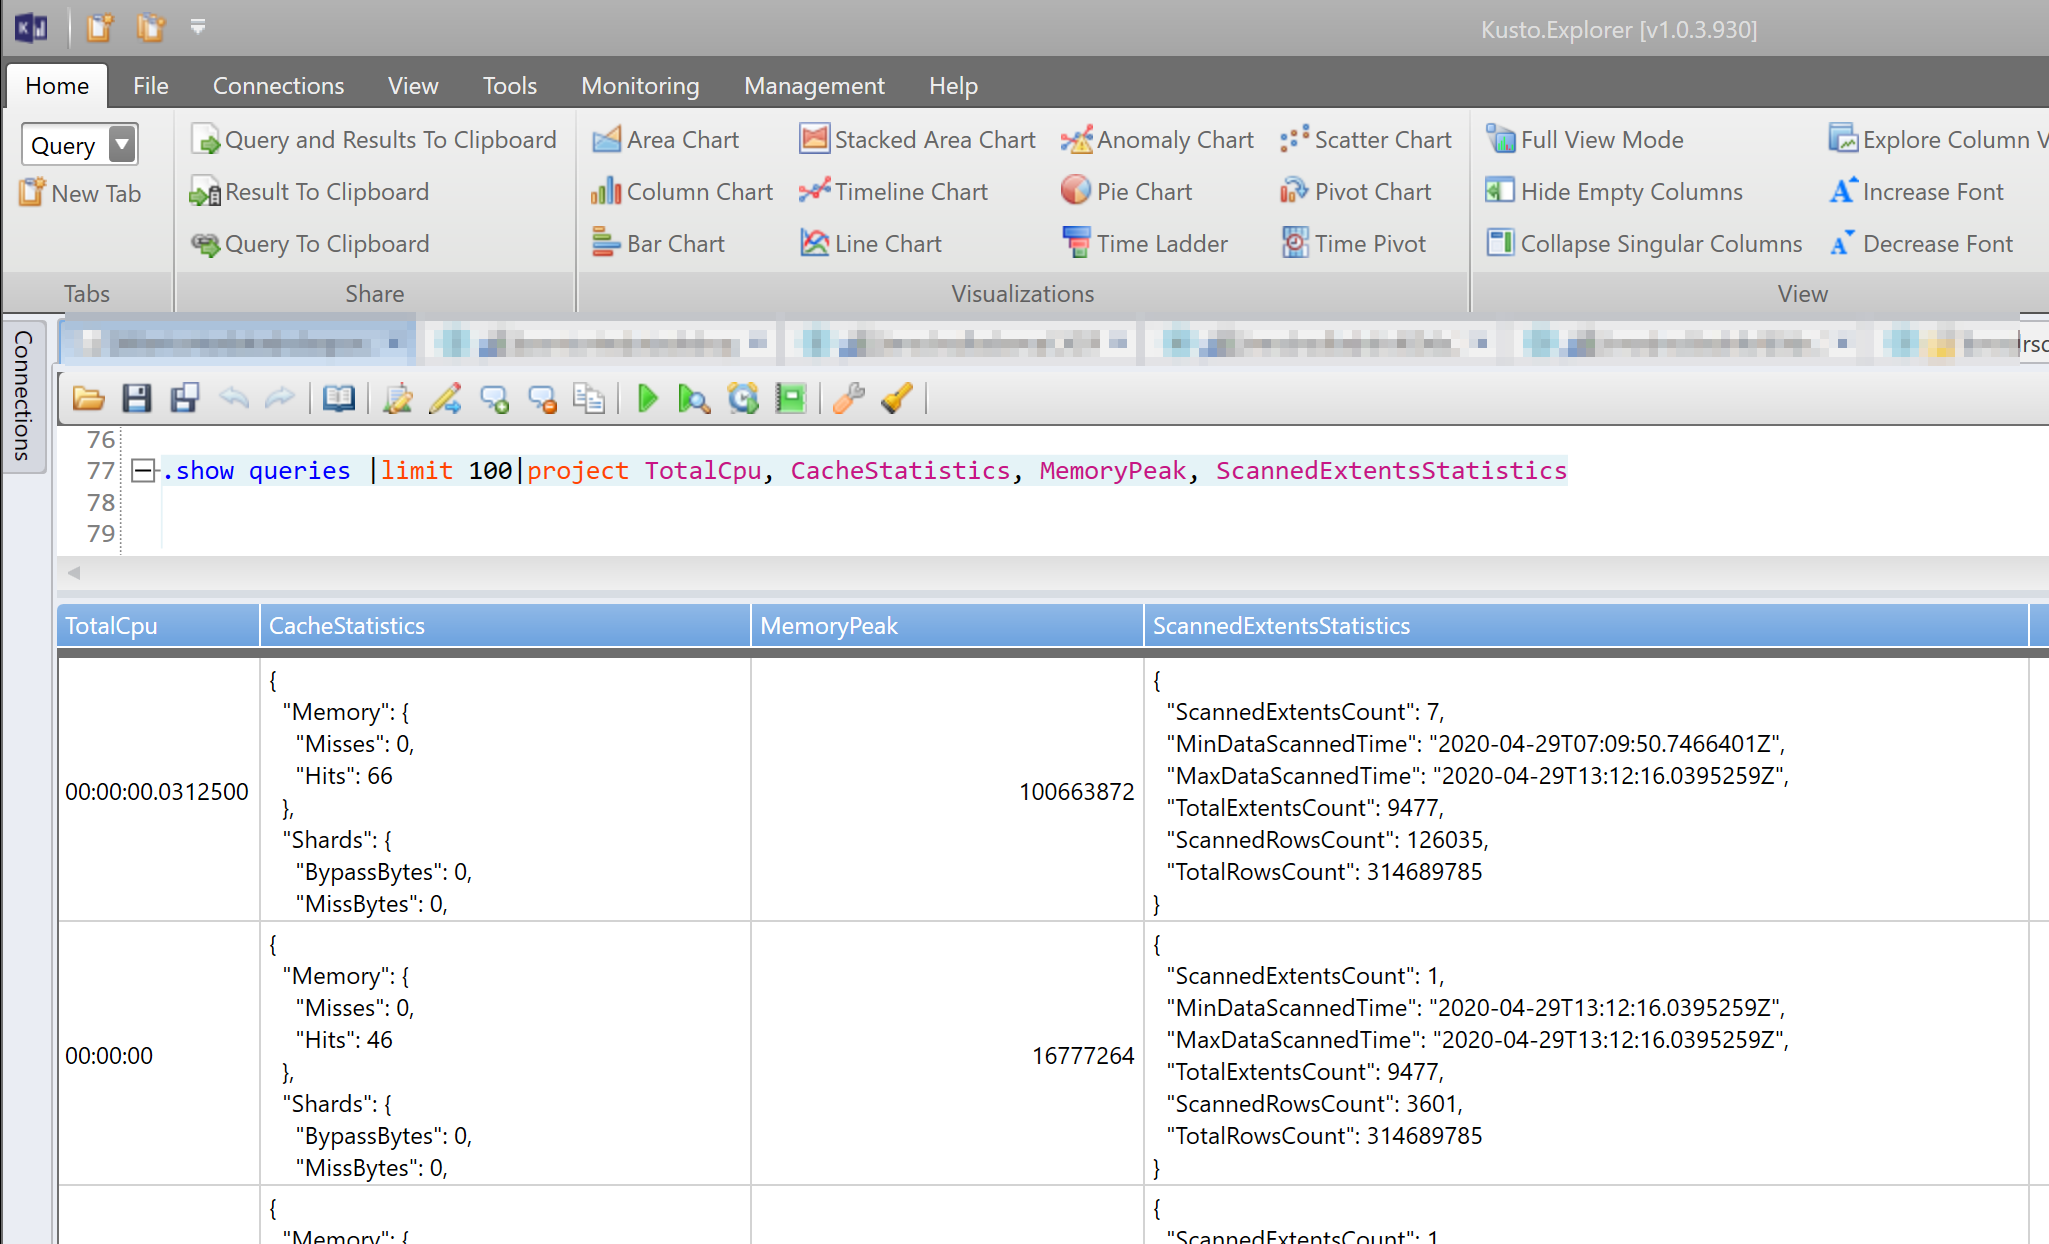 Kusto.Explorer [v1.0.3.930]
Home File Connections View Tools Monitoring Management Help
Query
New Tab
Tabs
Query and Results To Clipboard
Result To Clipboard
Query To Clipboard
Share
Area Chart Stacked Area Chart Anomaly Chart Scatter Chart
Column Chart Timeline Chart Pie Chart Pivot Chart
Bar Chart Line Chart Time Ladder Time Pivot
Visualizations
Full View Mode Explore Column V
Hide Empty Columns Increase Font
Collapse Singular Columns Decrease Font
View
Connections
rsc
76
77 .show queries |limit 100|project TotalCpu, CacheStatistics, MemoryPeak, ScannedExtentsStatistics
78
79
TotalCpu CacheStatistics MemoryPeak ScannedExtentsStatistics
00:00:00.0312500
{
"Memory": {
"Misses": 0,
"Hits": 66
},
"Shards": {
"BypassBytes": 0,
"MissBytes": 0,
100663872
{
"ScannedExtentsCount": 7,
"MinDataScannedTime": "2020-04-29T07:09:50.7466401Z",
"MaxDataScannedTime": "2020-04-29T13:12:16.0395259Z",
"TotalExtentsCount": 9477,
"ScannedRowsCount": 126035,
"TotalRowsCount": 314689785
}
00:00:00
{
"Memory": {
"Misses": 0,
"Hits": 46
},
"Shards": {
"BypassBytes": 0,
"MissBytes": 0,
16777264
{
"ScannedExtentsCount": 1,
"MinDataScannedTime": "2020-04-29T13:12:16.0395259Z",
"MaxDataScannedTime": "2020-04-29T13:12:16.0395259Z",
"TotalExtentsCount": 9477,
"ScannedRowsCount": 3601,
"TotalRowsCount": 314689785
}
{
"Memory": {
{
"ScannedExtentsCount": 1